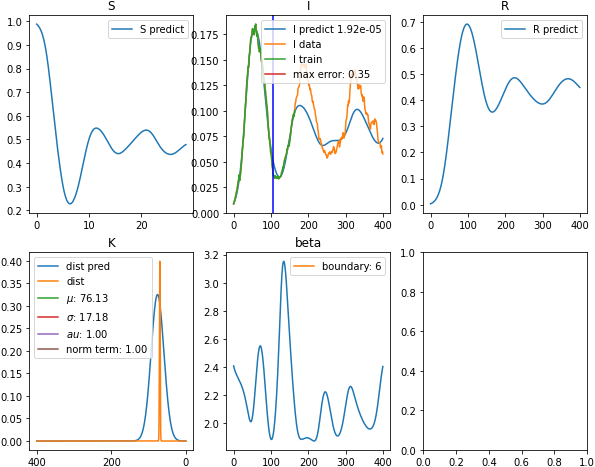 S
S predict
1.0
0.9
0.8
0.7
0.6
0.5
0.4
0.3
0.2
0
10
20
I
I predict 1.92e-05
I data
I train
max error: 0.35
0.175
0.150
0.125
0.100
0.075
0.050
0.025
0.000
0 100 200 300 400
R
R predict
0.7
0.6
0.5
0.4
0.3
0.2
0.1
0.0
0 100 200 300 400
K
dist pred
dist
μ: 76.13
σ: 17.18
au: 1.00
norm term: 1.00
0.40
0.35
0.30
0.25
0.20
0.15
0.10
0.05
0.00
400 200 0
beta
boundary: 6
3.2
3.0
2.8
2.6
2.4
2.2
2.0
0 100 200 300 400
1.0
0.8
0.6
0.4
0.2
0.0
0.0 0.2 0.4 0.6 0.8 1.0